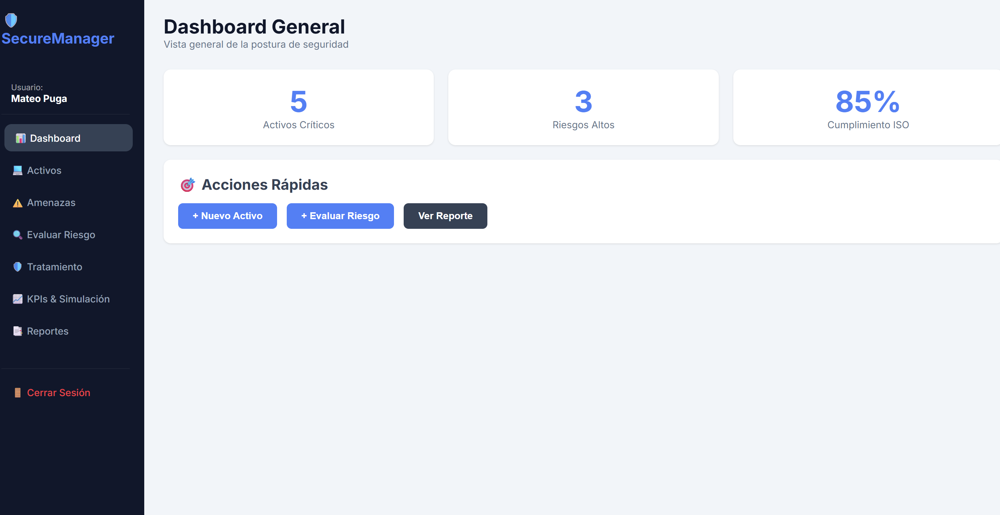 SecureManager
Usuario:
Mateo Puga
Dashboard
Activos
Amenazas
Evaluar Riesgo
Tratamiento
KPIs & Simulación
Reportes
Cerrar Sesión
Dashboard General
Vista general de la postura de seguridad
5
Activos Críticos
3
Riesgos Altos
85%
Cumplimiento ISO
Acciones Rápidas
+ Nuevo Activo
+ Evaluar Riesgo
Ver Reporte